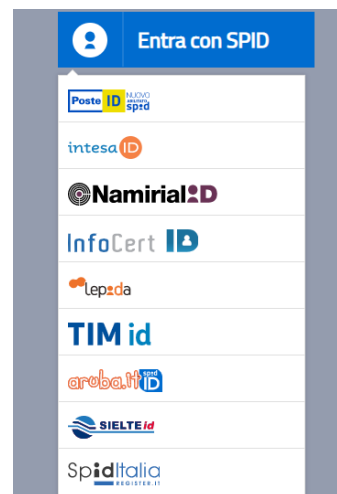 Entra con SPID
Poste ID NUOVO
spid
intesa ID
Namirial ID
InfoCert ID
Lepida
TIM id
aruba.it spid ID
SIELTE id
SpidItalia
REGISTER.IT